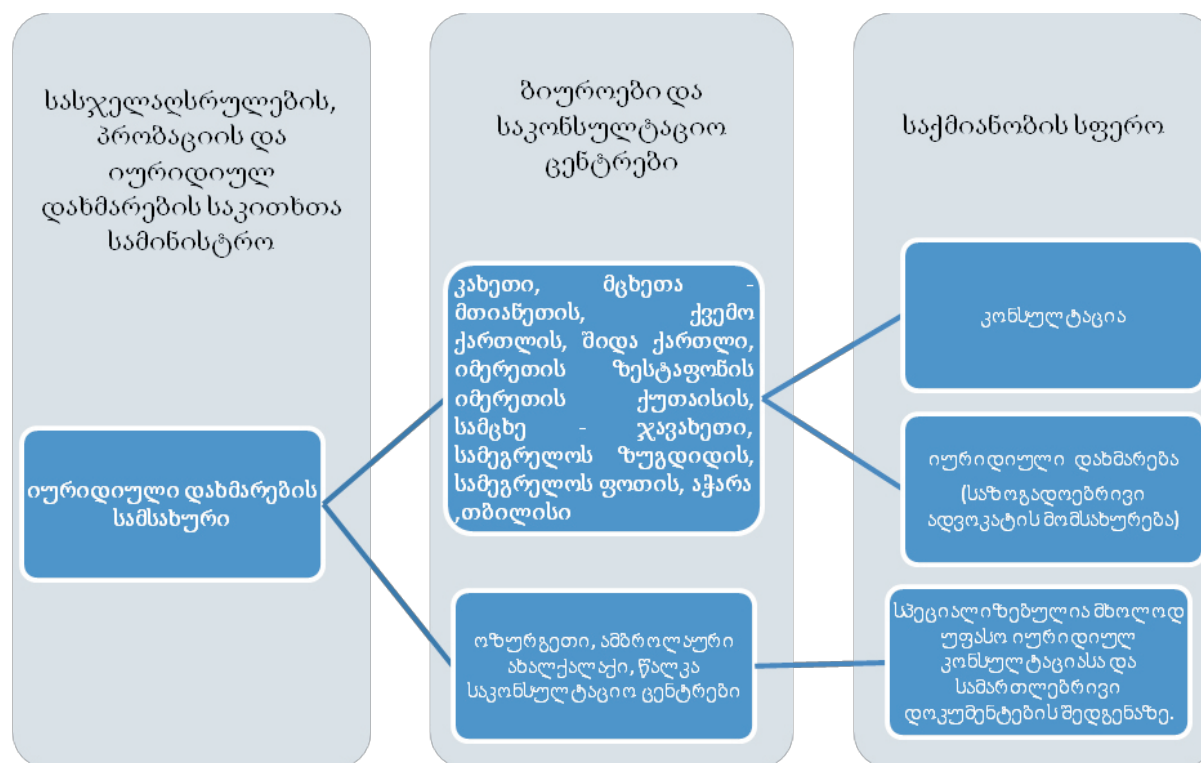 სასჯელაღსრულების,
პრობაციის და
იურიდიულ
დახმარების საკითხთა
სამინისტრო
იურიდიული დახმარების
სამსახური
ბიუროები და
საკონსულტაციო
ცენტრები
კახეთი, მცხეთა -
მთიანეთის, ქვემო
ქართლის, შიდა ქართლი,
იმერეთის ზესტაფონის
იმერეთის ქუთაისის,
სამცხე - ჯავახეთი,
სამეგრელოს ზუგდიდის,
სამეგრელოს ფოთის, აჭარა
,თბილისი
ოზურგეთი, ამბროლაური
ახალქალაქი, წალკა
საკონსულტაციო ცენტრები
საქმიანობის სფერო
კონსულტაცია
იურიდიული დახმარება
(საზოგადოებრივი
ადვოკატის მომსახურება)
სპეციალიზებულია მხოლოდ
უფასო იურიდიულ
კონსულტაციასა და
სამართლებრივი
დოკუმენტების შედგენაზე.